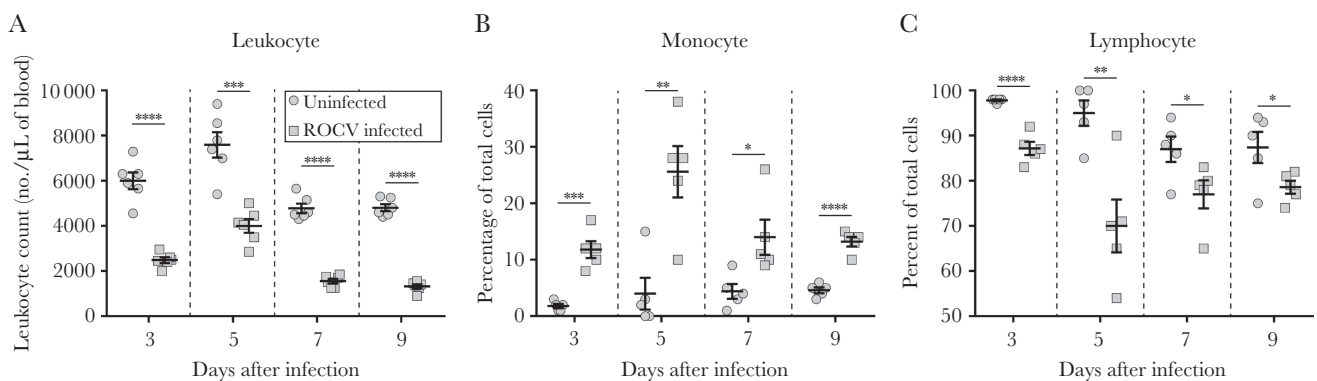 A
Leukocyte
Leukocyte count (no./µL of blood)
10 000
8000
6000
4000
2000
0
****
***
****
****
Uninfected
ROCV infected
3 5 7 9
Days after infection
B
Monocyte
Percentage of total cells
40
30
20
10
0
***
**
*
****
3 5 7 9
Days after infection
C
Lymphocyte
Percent of total cells
100
90
80
70
60
50
****
**
*
*
3 5 7 9
Days after infection